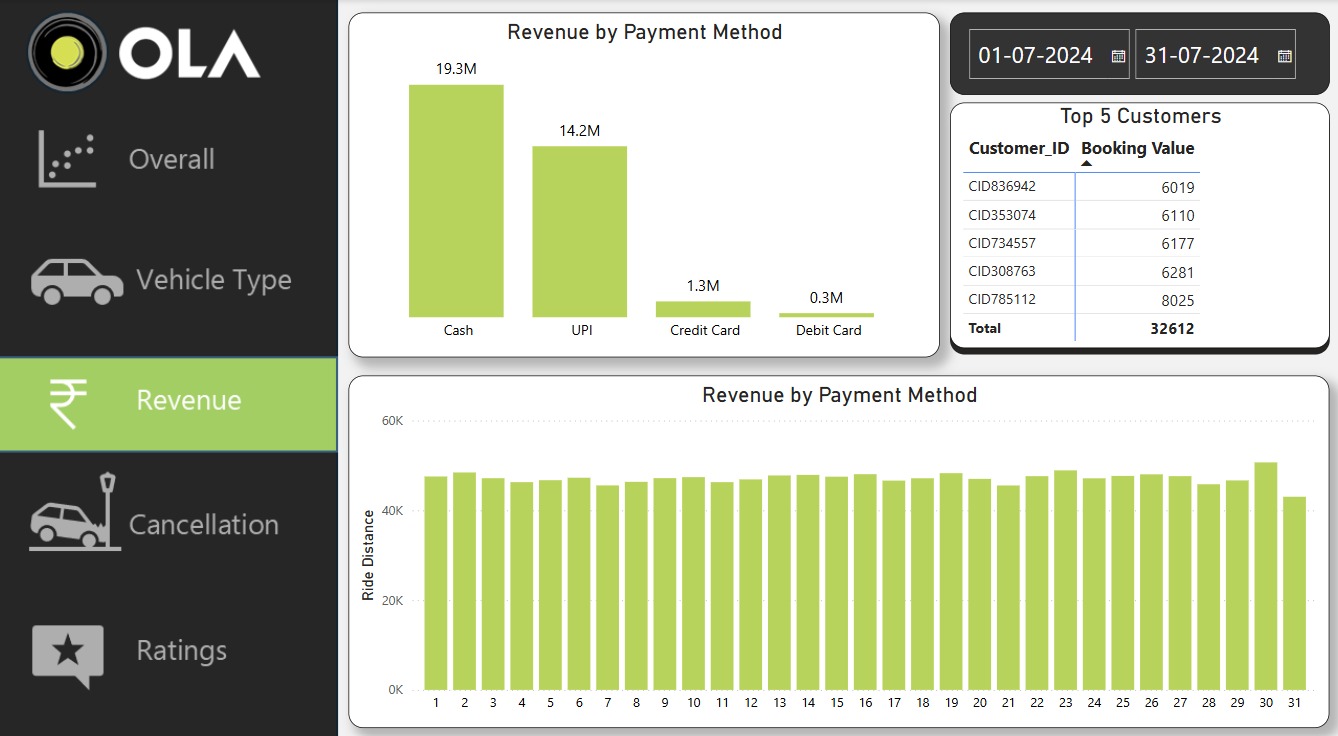 OLA
Overall
Vehicle Type
Revenue
Cancellation
Ratings
Revenue by Payment Method
19.3M
14.2M
1.3M
0.3M
Cash UPI Credit Card Debit Card
01-07-2024 31-07-2024
Top 5 Customers
Customer_ID Booking Value
CID836942 6019
CID353074 6110
CID734557 6177
CID308763 6281
CID785112 8025
Total 32612
Revenue by Payment Method
Ride Distance
60K
40K
20K
0K
1 2 3 4 5 6 7 8 9 10 11 12 13 14 15 16 17 18 19 20 21 22 23 24 25 26 27 28 29 30 31